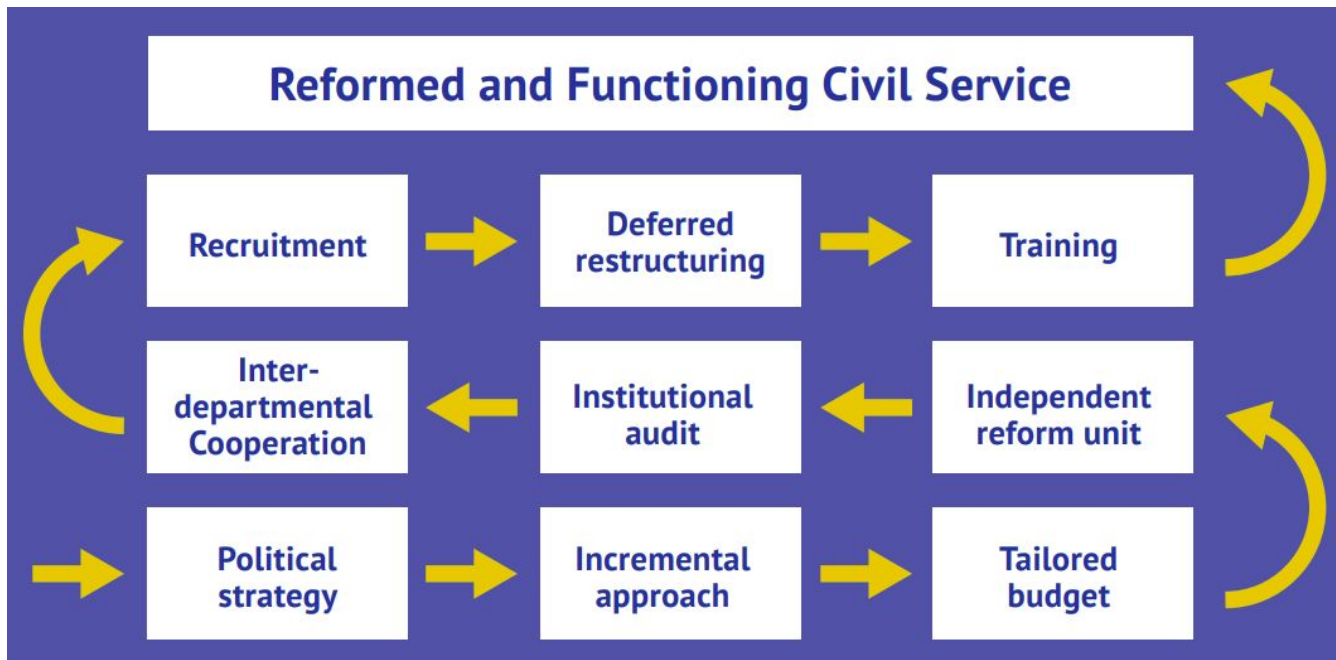 Reformed and Functioning Civil Service
Recruitment
Deferred
restructuring
Training
Inter-
departmental
Cooperation
Institutional
audit
Independent
reform unit
Political
strategy
Incremental
approach
Tailored
budget